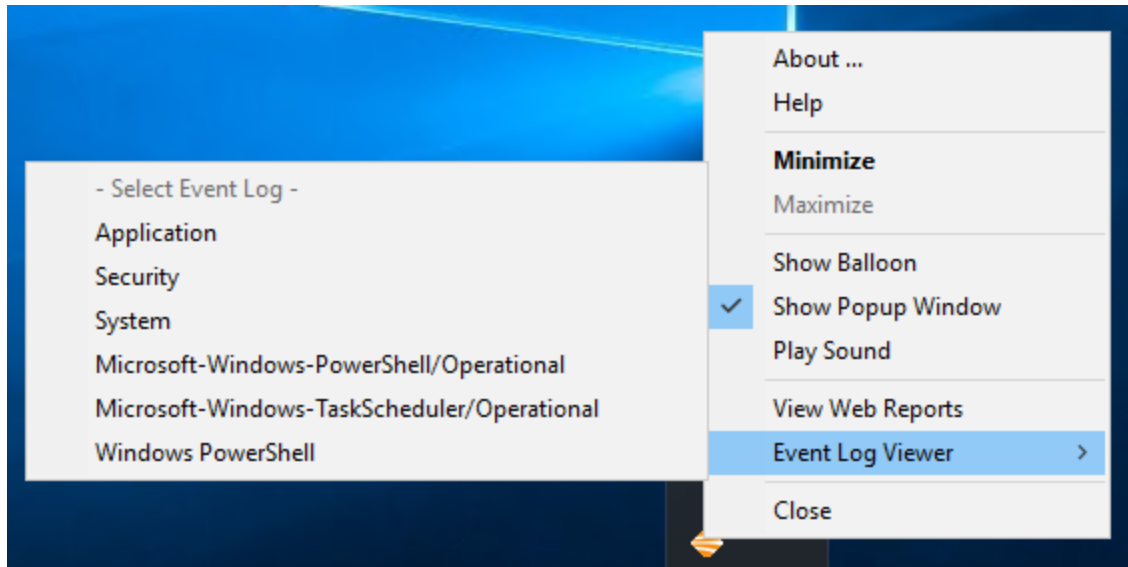 About ...
Help
Minimize
Maximize
Show Balloon
Show Popup Window
Play Sound
View Web Reports
Event Log Viewer
Close
- Select Event Log -
Application
Security
System
Microsoft-Windows-PowerShell/Operational
Microsoft-Windows-TaskScheduler/Operational
Windows PowerShell